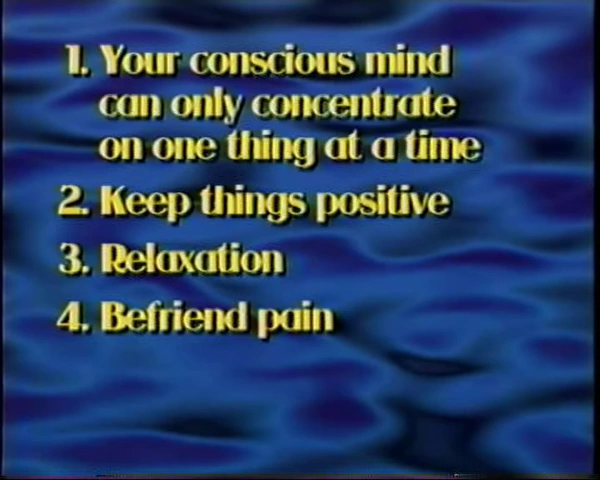 1. Your conscious mind
can only concentrate
on one thing at a time
2. Keep things positive
3. Relaxation
4. Befriend pain